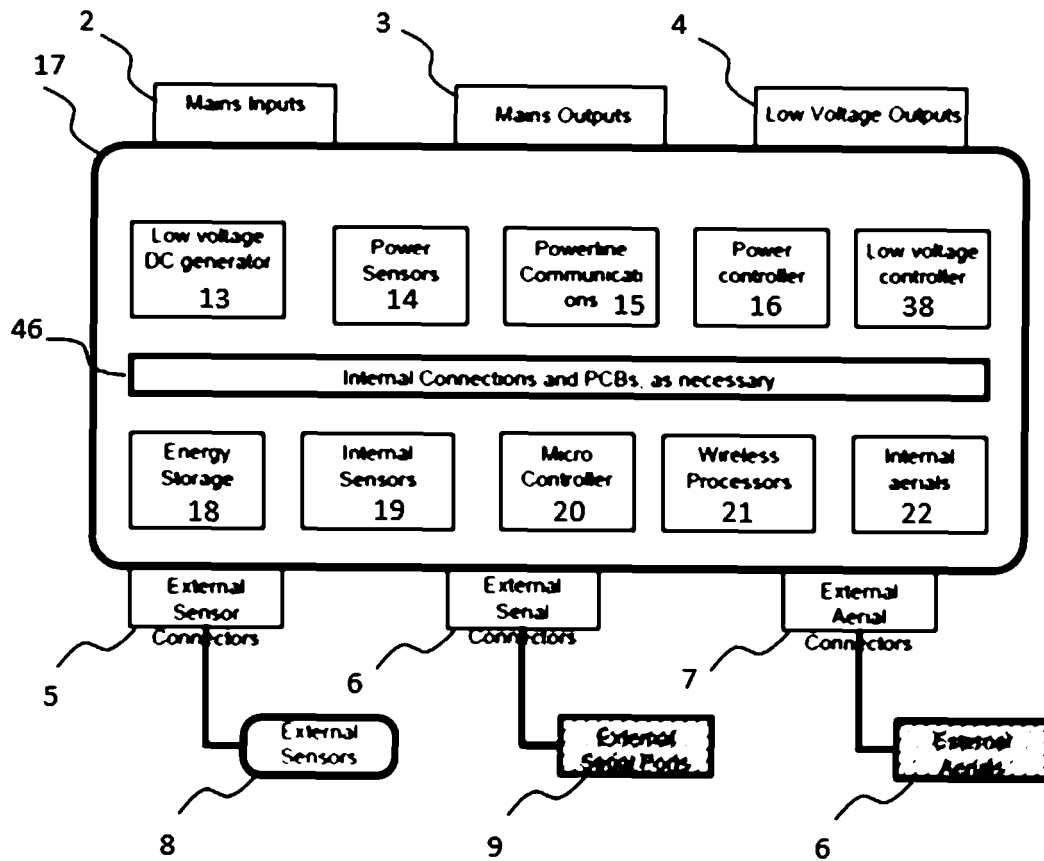 2
3
4
17
Mains Inputs
Mains Outputs
Low Voltage Outputs
Low voltage
DC generator
13
Power
Sensors
14
Powerline
Communicati
ons 15
Power
controller
16
Low voltage
controller
38
46
Internal Connections and PCBs, as necessary
Energy
Storage
18
Internal
Sensors
19
Micro
Controller
20
Wireless
Processors
21
Internal
aerials
22
External
Sensor
Connectors
External
Serial
Connectors
External
Aerial
Connectors
5
6
7
External
Sensors
External
Serial Ports
External
Aerials
8
9
6